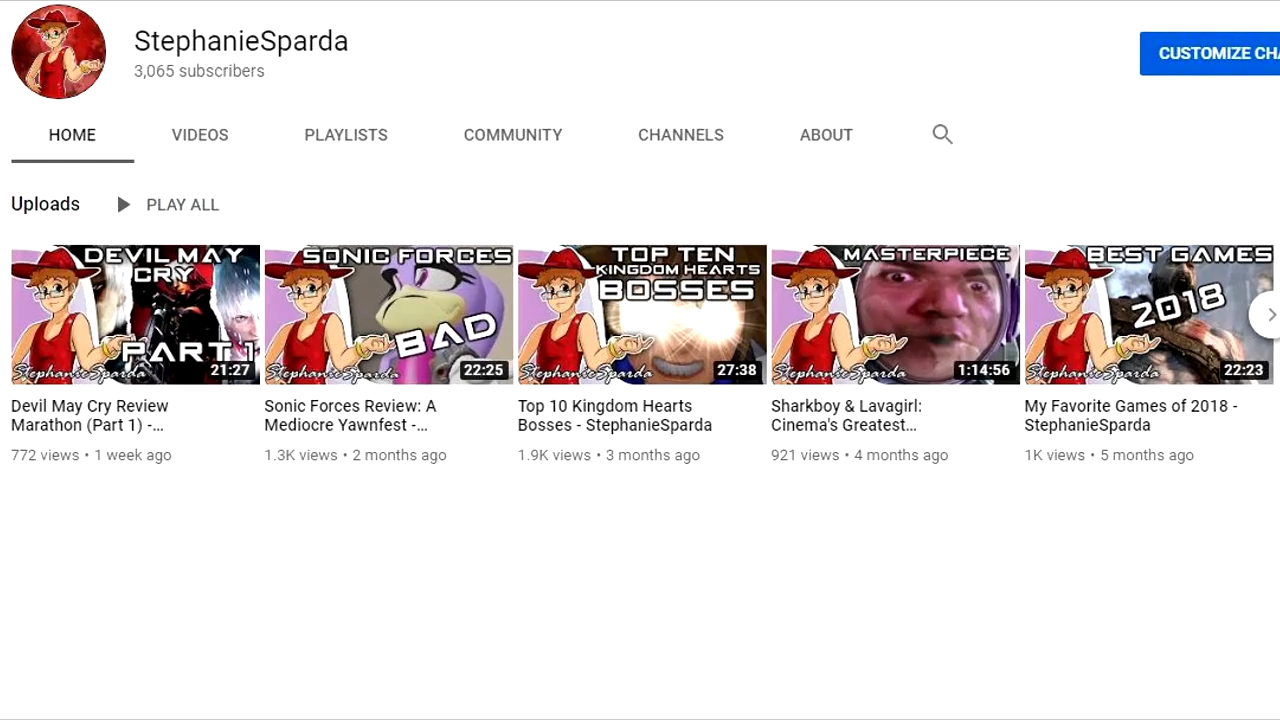 StephanieSparda
3,065 subscribers
CUSTOMIZE CHA
HOME
VIDEOS
PLAYLISTS
COMMUNITY
CHANNELS
ABOUT
Uploads
PLAY ALL
DEVIL MAY
CRY
PART 1
StephanieSparda
21:27
SONIC FORCES
BAD
StephanieSparda
22:25
TOP TEN
KINGDOM HEARTS
BOSSES
StephanieSparda
27:38
MASTERPIECE
StephanieSparda
1:14:56
BEST GAMES
2018
StephanieSparda
22:23
Devil May Cry Review
Marathon (Part 1) -...
772 views • 1 week ago
Sonic Forces Review: A
Mediocre Yawnfest -...
1.3K views • 2 months ago
Top 10 Kingdom Hearts
Bosses - StephanieSparda
1.9K views • 3 months ago
Sharkboy & Lavagirl:
Cinema's Greatest...
921 views • 4 months ago
My Favorite Games of 2018 -
StephanieSparda
1K views • 5 months ago